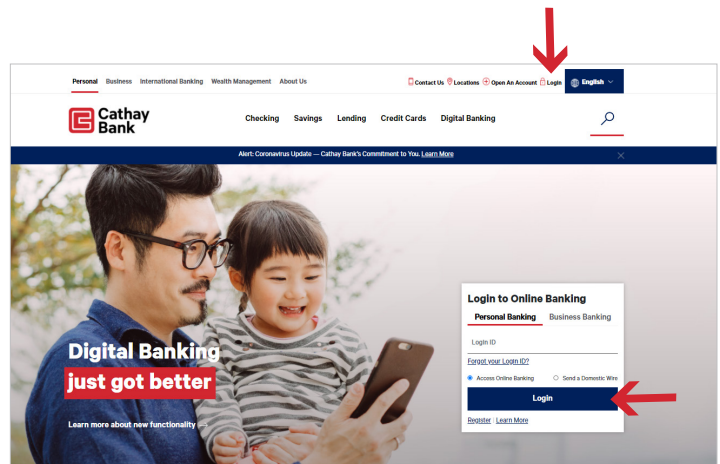 Personal Business International Banking Wealth Management About Us Contact Us Locations Open An Account Login English
Cathay
Bank
Checking Savings Lending Credit Cards Digital Banking
Alert: Coronavirus Update — Cathay Bank's Commitment to You. Learn More
Login to Online Banking
Personal Banking Business Banking
Login ID
Forgot your Login ID?
Access Online Banking Send a Domestic Wire
Login
Register | Learn More
Digital Banking
just got better
Learn more about new functionality